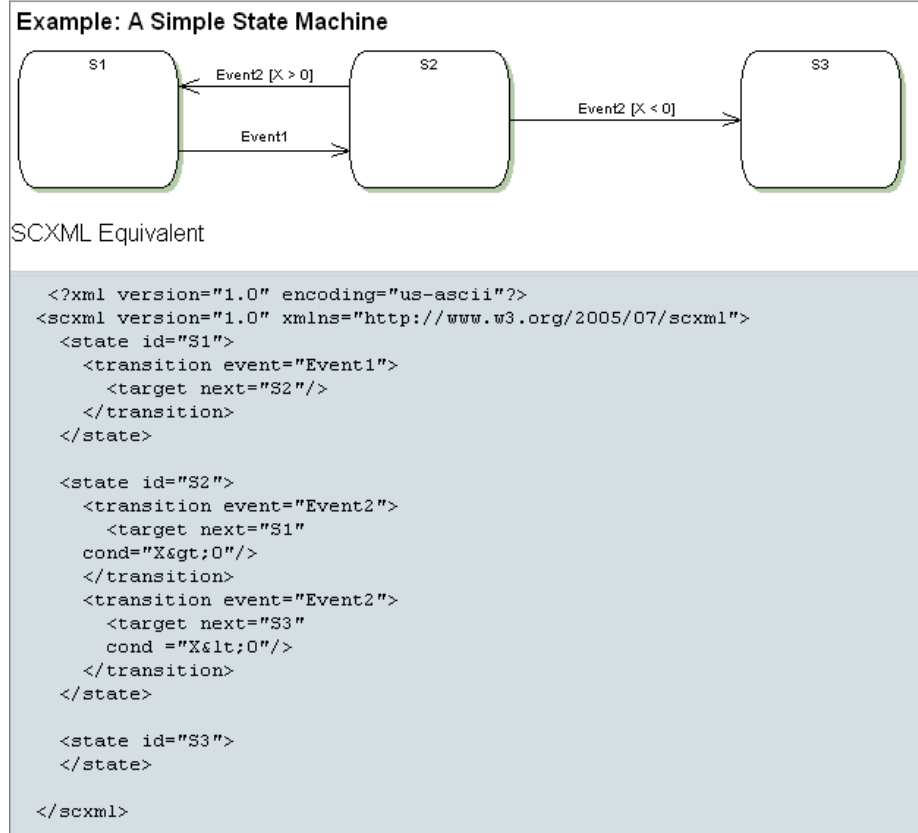 Example: A Simple State Machine
S1
S2
S3
Event2 [X > 0]
Event2 [X < 0]
Event1
SCXML Equivalent
<?xml version="1.0" encoding="us-ascii"?>
<scxml version="1.0" xmlns="http://www.w3.org/2005/07/scxml">
<state id="S1">
<transition event="Event1">
<target next="S2"/>
</transition>
</state>
<state id="S2">
<transition event="Event2">
<target next="S1"
cond="X&gt;0"/>
</transition>
<transition event="Event2">
<target next="S3"
cond ="X&lt;0"/>
</transition>
</state>
<state id="S3">
</state>
</scxml>